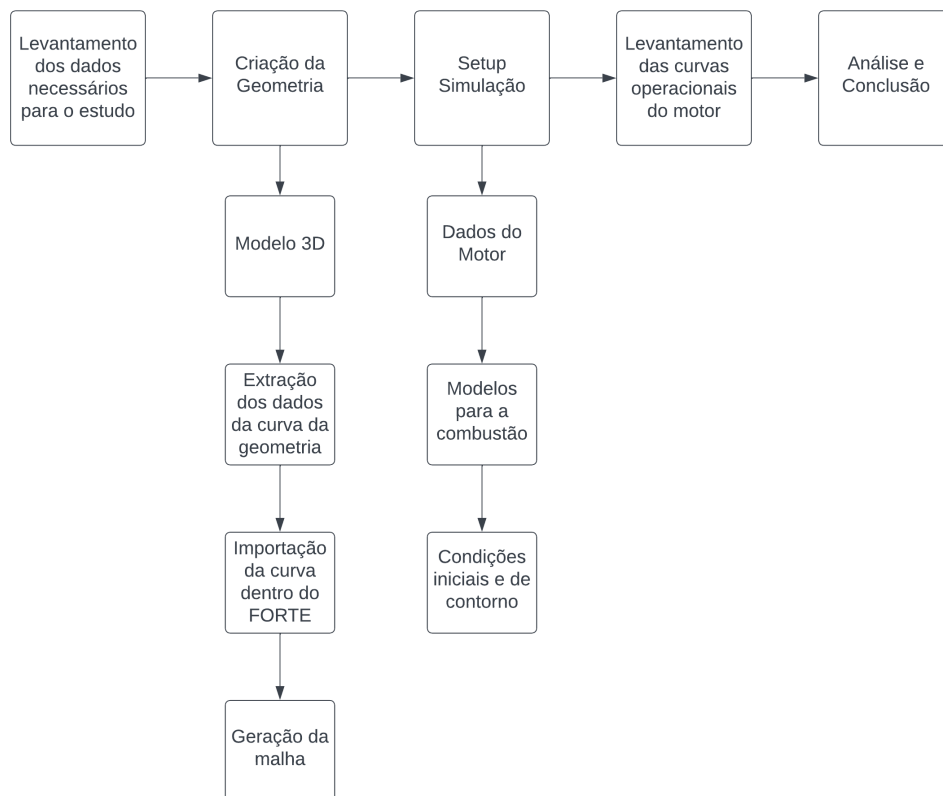 Levantamento
dos dados
necessários
para o estudo
Criação da
Geometria
Setup
Simulação
Levantamento
das curvas
operacionais
do motor
Análise e
Conclusão
Modelo 3D
Dados do
Motor
Extração
dos dados
da curva da
geometria
Modelos
para a
combustão
Importação
da curva
dentro do
FORTE
Condições
iniciais e de
contorno
Geração da
malha